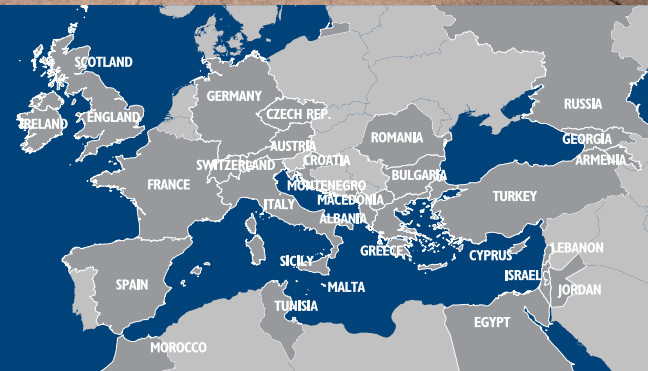 SCOTLAND
GERMANY
RUSSIA
CZECH REP.
IRELAND
ENGLAND
ROMANIA
GEORGIA
AUSTRIA
SWITZERLAND
CROATIA
ARMENIA
BULGARIA
FRANCE
MONTENEGRO
TURKEY
ITALY
MACEDONIA
ALBANIA
GREECE
CYPRUS
LEBANON
SICILY
ISRAEL
SPAIN
MALTA
JORDAN
TUNISIA
EGYPT
MOROCCO